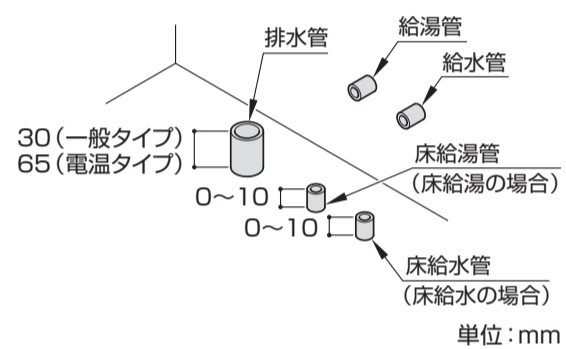 排水管
給湯管
給水管
30（一般タイプ）
65（電温タイプ）
0〜10
床給湯管
（床給湯の場合）
0〜10
床給水管
（床給水の場合）
単位：mm